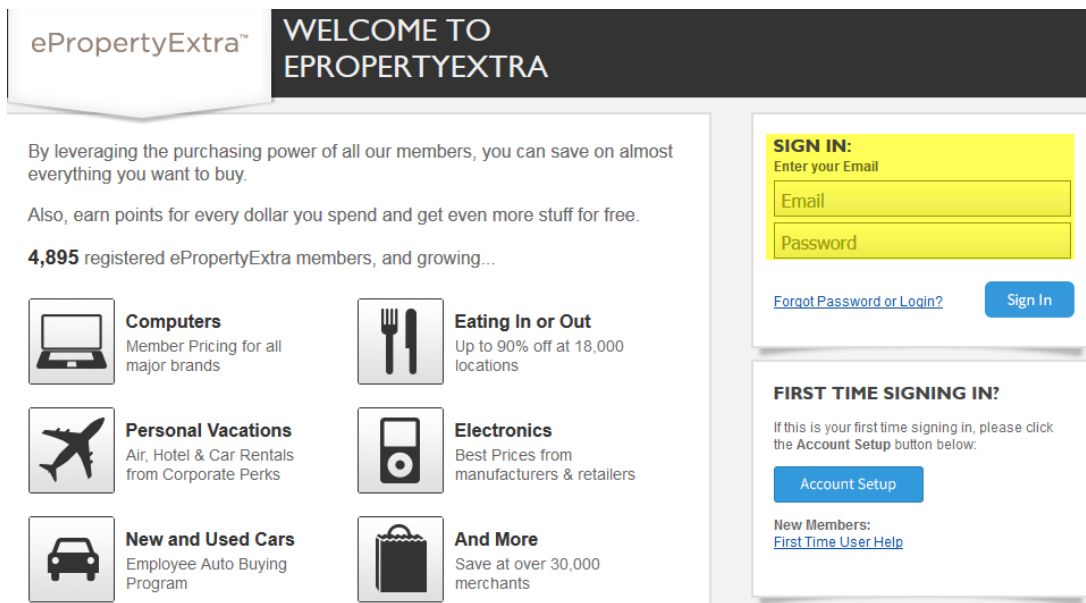 ePropertyExtra™
WELCOME TO
EPROPERTYEXTRA
By leveraging the purchasing power of all our members, you can save on almost
everything you want to buy.
Also, earn points for every dollar you spend and get even more stuff for free.
4,895 registered ePropertyExtra members, and growing...
Computers
Member Pricing for all
major brands
Eating In or Out
Up to 90% off at 18,000
locations
Personal Vacations
Air, Hotel & Car Rentals
from Corporate Perks
Electronics
Best Prices from
manufacturers & retailers
New and Used Cars
Employee Auto Buying
Program
And More
Save at over 30,000
merchants
SIGN IN:
Enter your Email
Email
Password
Forgot Password or Login?
Sign In
FIRST TIME SIGNING IN?
If this is your first time signing in, please click
the Account Setup button below:
Account Setup
New Members:
First Time User Help